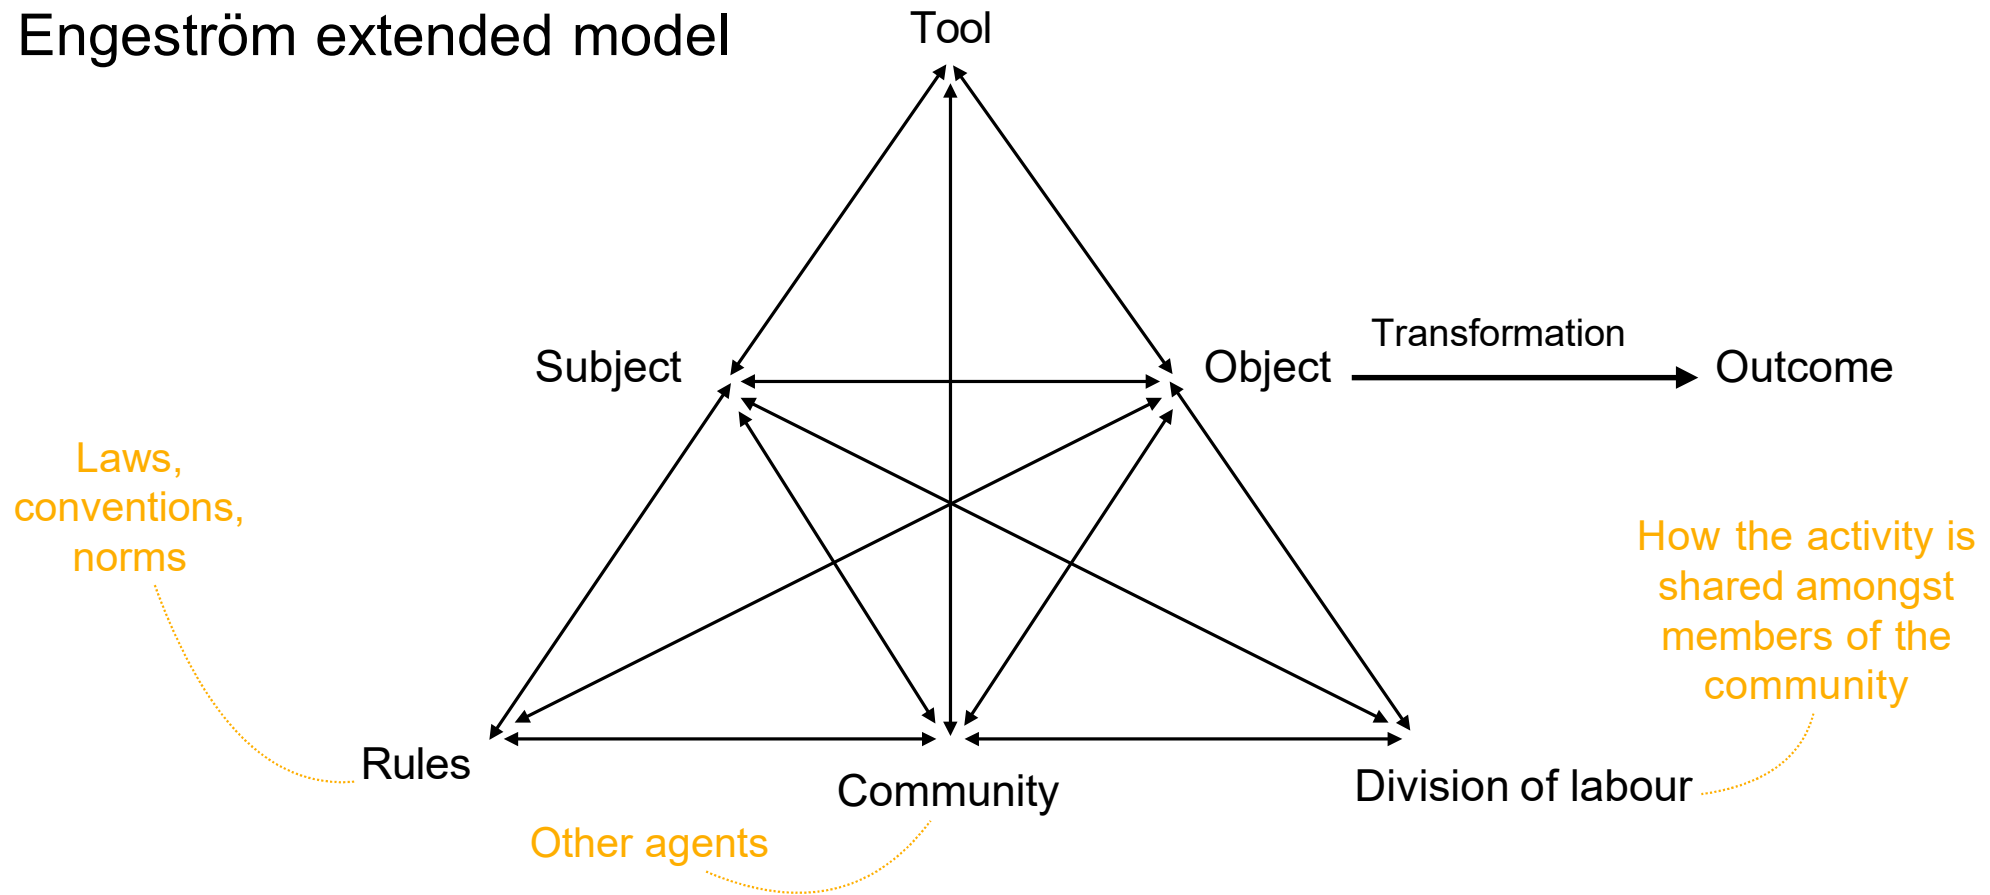 Engeström extended model
Tool
Transformation
Subject
Object
Outcome
Laws,
conventions,
norms
How the activity is
shared amongst
members of the
community
Rules
Community
Division of labour
Other agents